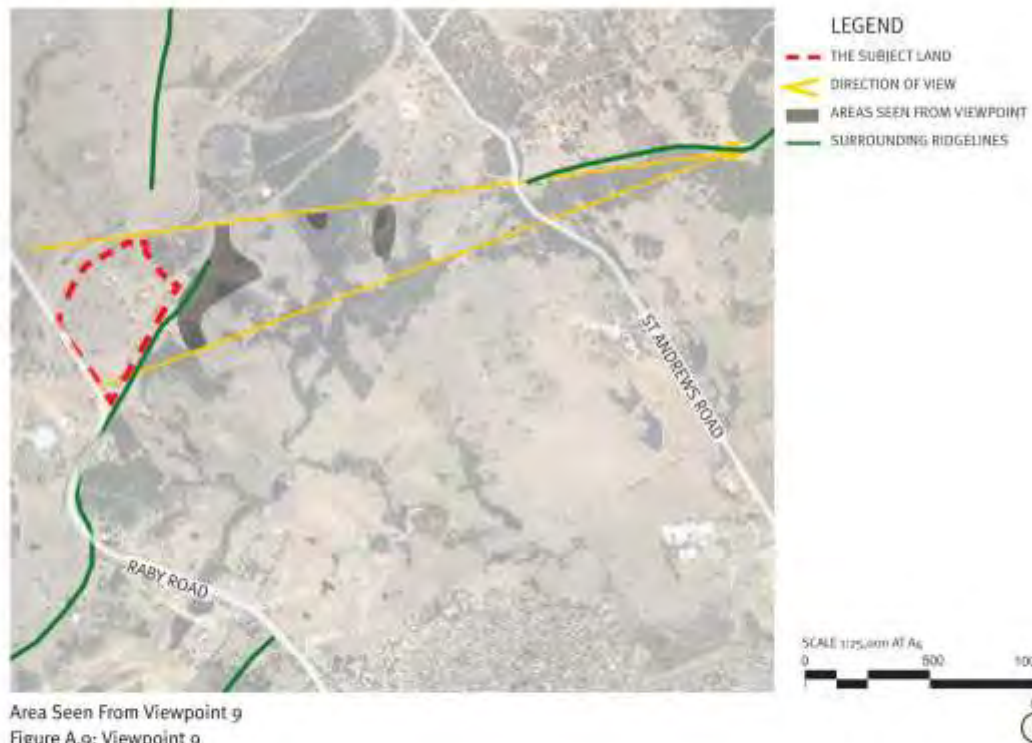 LEGEND
THE SUBJECT LAND
DIRECTION OF VIEW
AREAS SEEN FROM VIEWPOINT
SURROUNDING RIDGELINES
ST ANDREWS ROAD
RABY ROAD
SCALE 1:25,000 AT A4
0 500 100
Area Seen From Viewpoint 9
Figure A.9: Viewpoint 9